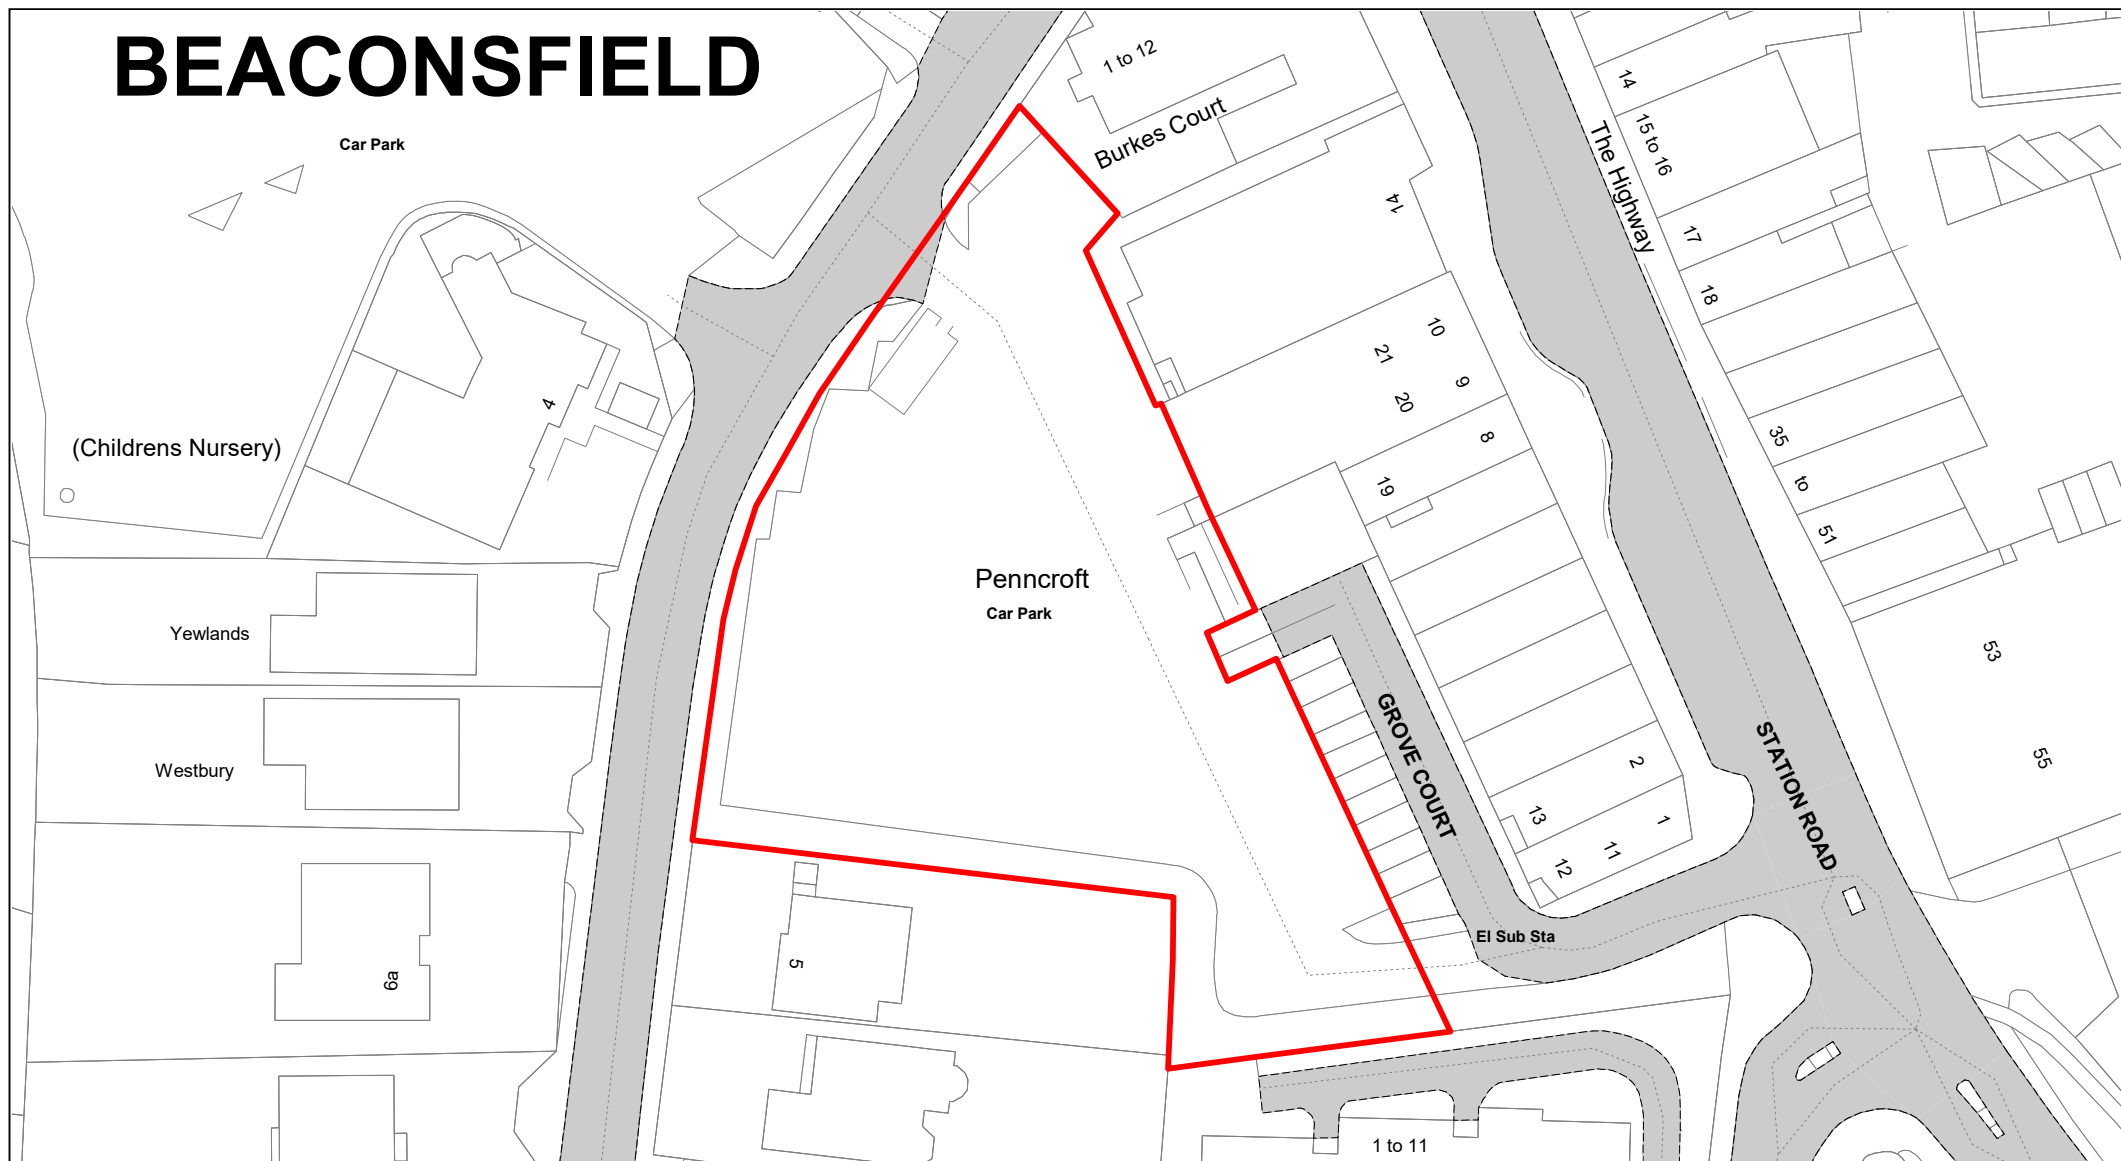 BEACONSFIELD
Car Park
1 to 12
Burkes Court
14
The Highway
14
15 to 16
17
18
10
9
21
20
8
19
35
to
51
4
(Childrens Nursery)
Penncroft
Car Park
Yewlands
Westbury
53
55
GROVE COURT
STATION ROAD
2
1
13
11
12
El Sub Sta
5
6a
1 to 11